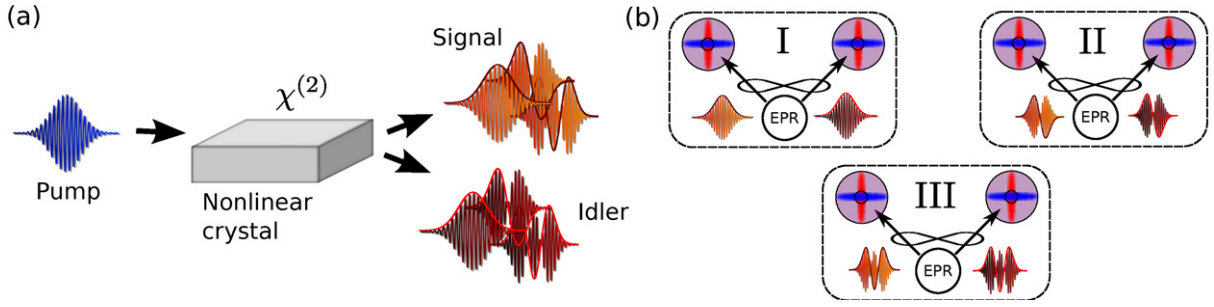 (a)
Pump
χ(2)
Nonlinear
crystal
Signal
Idler
(b)
I
EPR
II
EPR
III
EPR